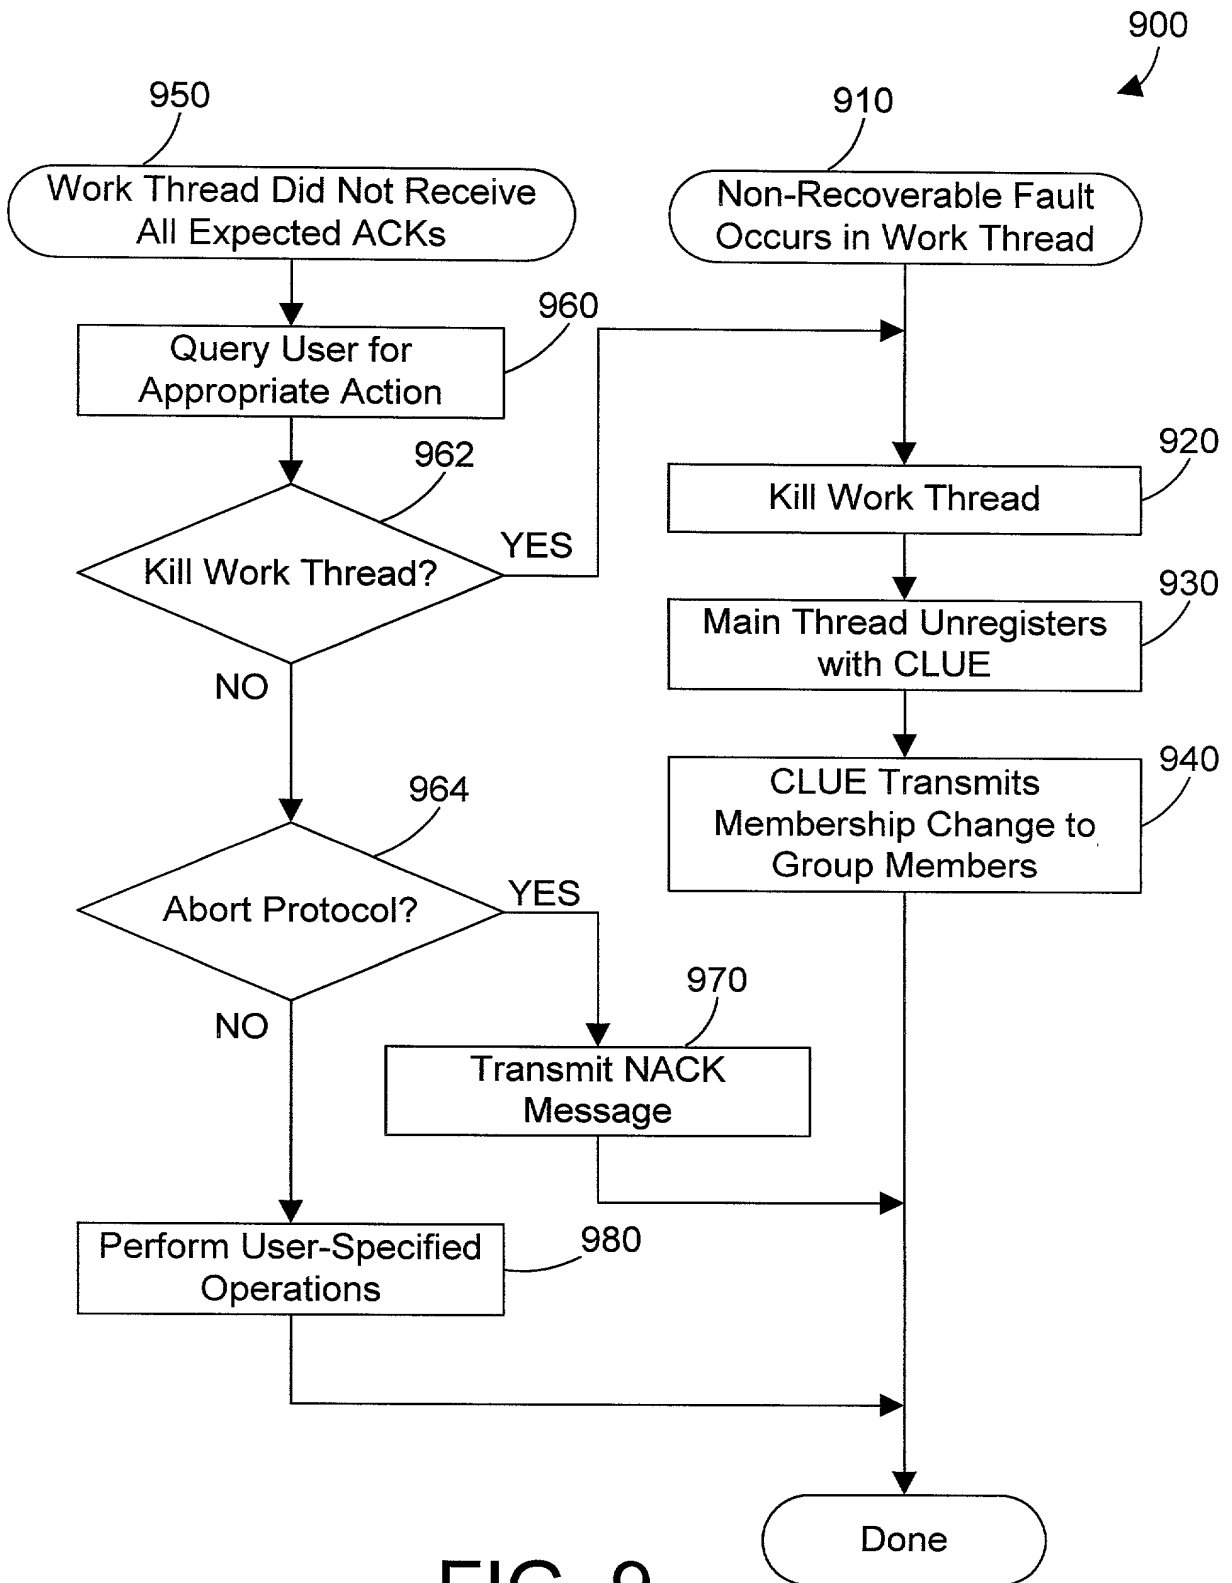 900
950
Work Thread Did Not Receive
All Expected ACKs
910
Non-Recoverable Fault
Occurs in Work Thread
960
Query User for
Appropriate Action
962
Kill Work Thread?
YES
NO
920
Kill Work Thread
930
Main Thread Unregisters
with CLUE
940
CLUE Transmits
Membership Change to
Group Members
964
Abort Protocol?
YES
NO
970
Transmit NACK
Message
980
Perform User-Specified
Operations
Done
FIG. 9